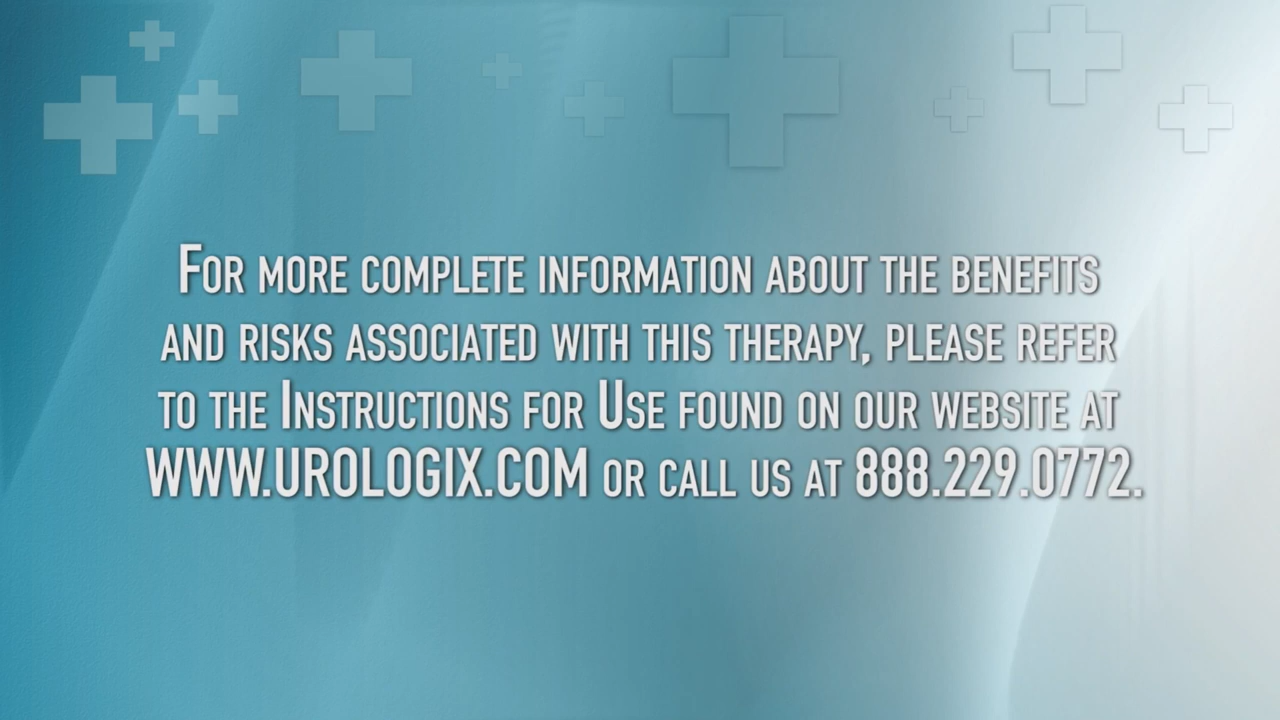 For more complete information about the benefits
and risks associated with this therapy, please refer
to the Instructions for Use found on our website at
WWW.UROLOGIX.COM or call us at 888.229.0772.